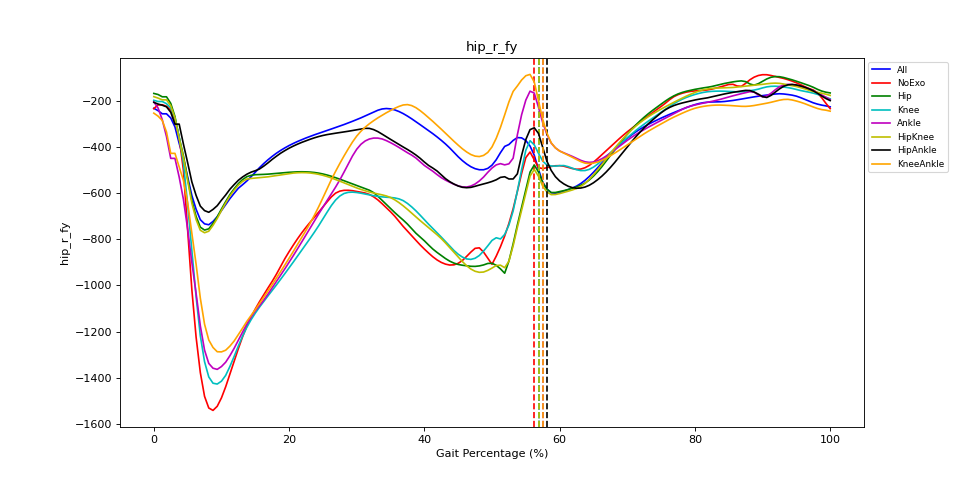 hip_r_fy
All
NoExo
Hip
Knee
Ankle
HipKnee
HipAnkle
KneeAnkle
−200
−400
−600
−800
−1000
−1200
−1400
−1600
hip_r_fy
0 20 40 60 80 100
Gait Percentage (%)